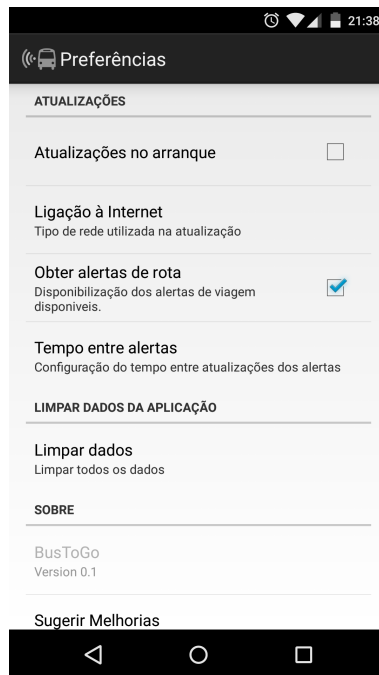 21:38
Preferências
ATUALIZAÇÕES
Atualizações no arranque
Ligação à Internet
Tipo de rede utilizada na atualização
Obter alertas de rota
Disponibilização dos alertas de viagem
disponiveis.
Tempo entre alertas
Configuração do tempo entre atualizações dos alertas
LIMPAR DADOS DA APLICAÇÃO
Limpar dados
Limpar todos os dados
SOBRE
BusToGo
Version 0.1
Sugerir Melhorias